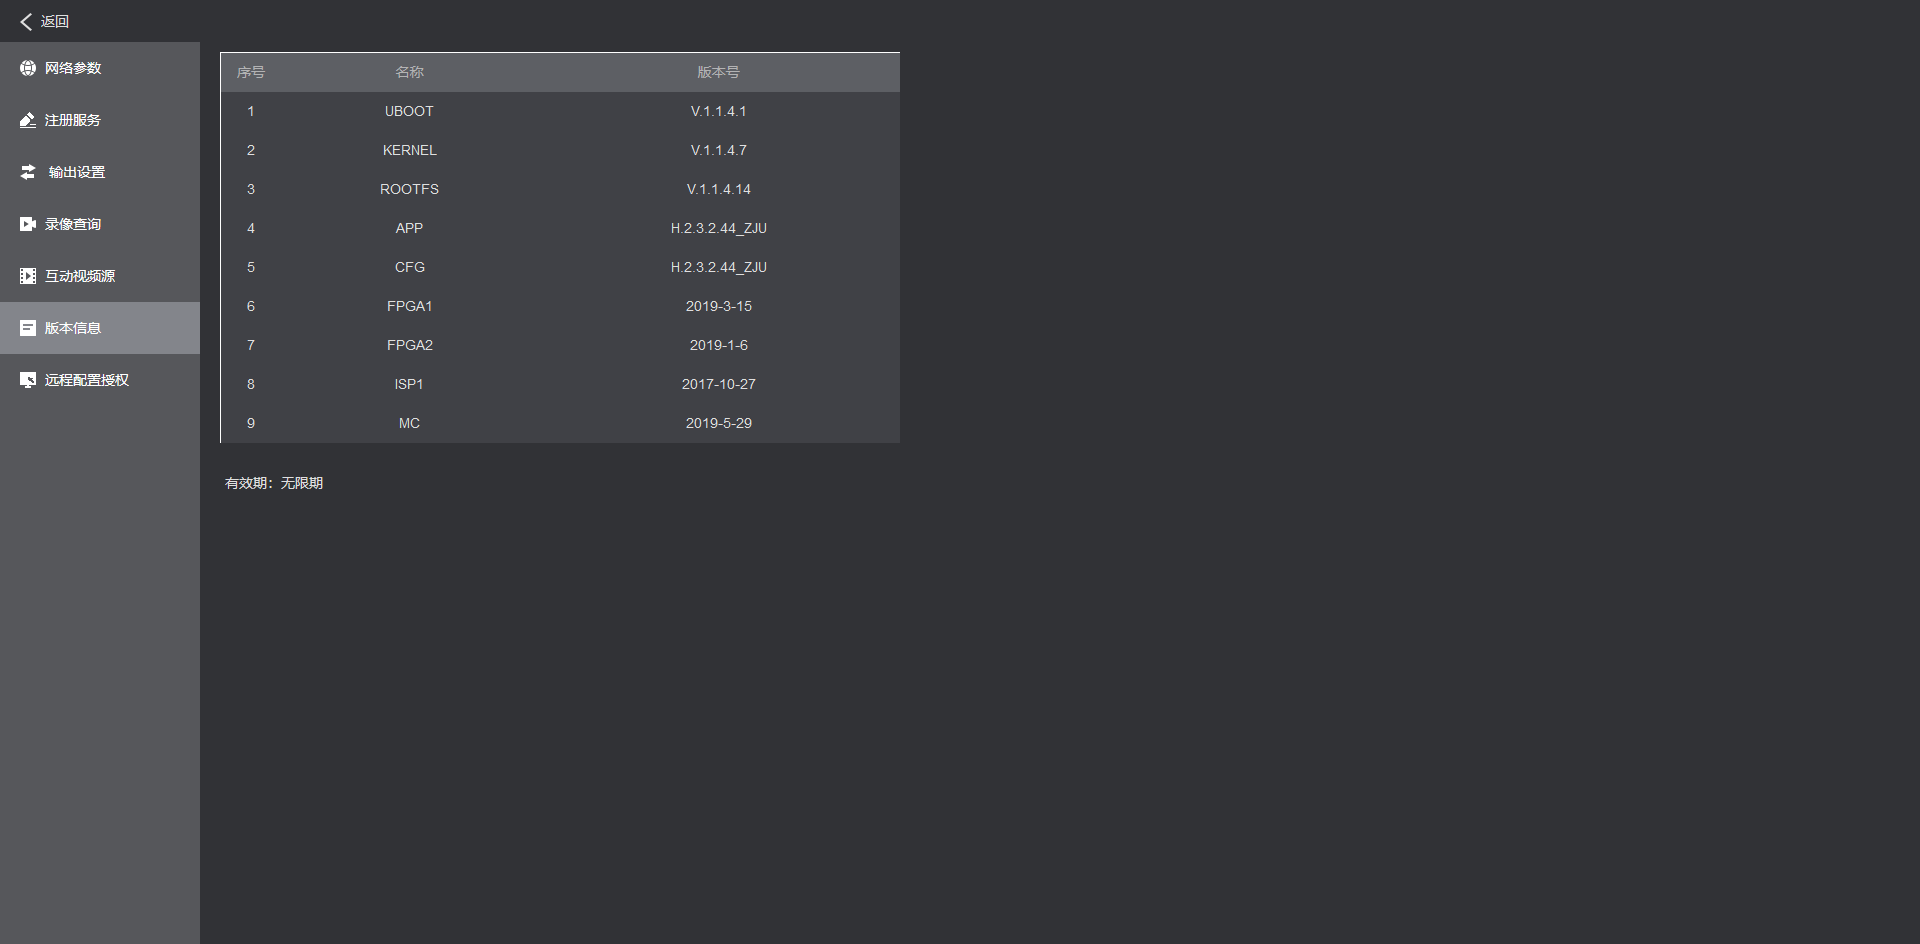 返回
网络参数
注册服务
输出设置
录像查询
互动视频源
版本信息
远程配置授权
序号 名称 版本号
1 UBOOT V.1.1.4.1
2 KERNEL V.1.1.4.7
3 ROOTFS V.1.1.4.14
4 APP H.2.3.2.44_ZJU
5 CFG H.2.3.2.44_ZJU
6 FPGA1 2019-3-15
7 FPGA2 2019-1-6
8 ISP1 2017-10-27
9 MC 2019-5-29
有效期：无限期